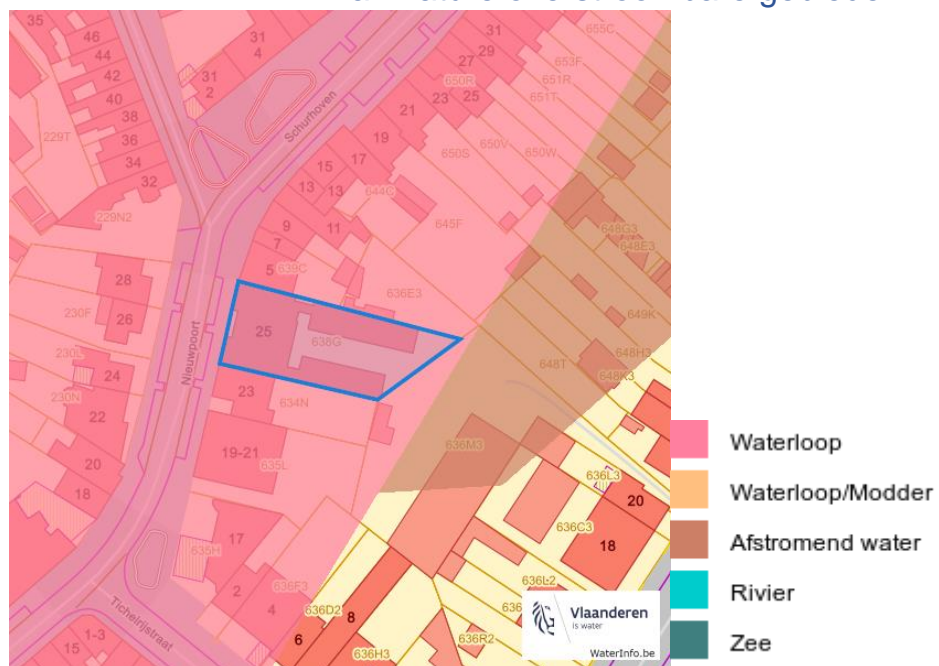 35
46
44
42
40
38
36
34
32
31
4
31
2
Schurhoven
31
29
27
650R
25
23
21
19
17
15
13
13
11
9
7
5
655C
653F
651R
651T
650W
650V
650S
644C
645F
229T
229N2
639C
636E3
648G3
648E3
649K
648H3
648K3
648T
28
26
230F
230L
24
230N
22
20
18
Nieuwpoort
25
638G
23
634N
19-21
635L
17
635H
2
4
636F3
636D2
6
8
636H3
Tichelrijstraat
1-3
15
636M3
636L3
20
636C3
18
636L2
636R2
Vlaanderen
is water
WaterInfo.be
Waterloop
Waterloop/Modder
Afstromend water
Rivier
Zee